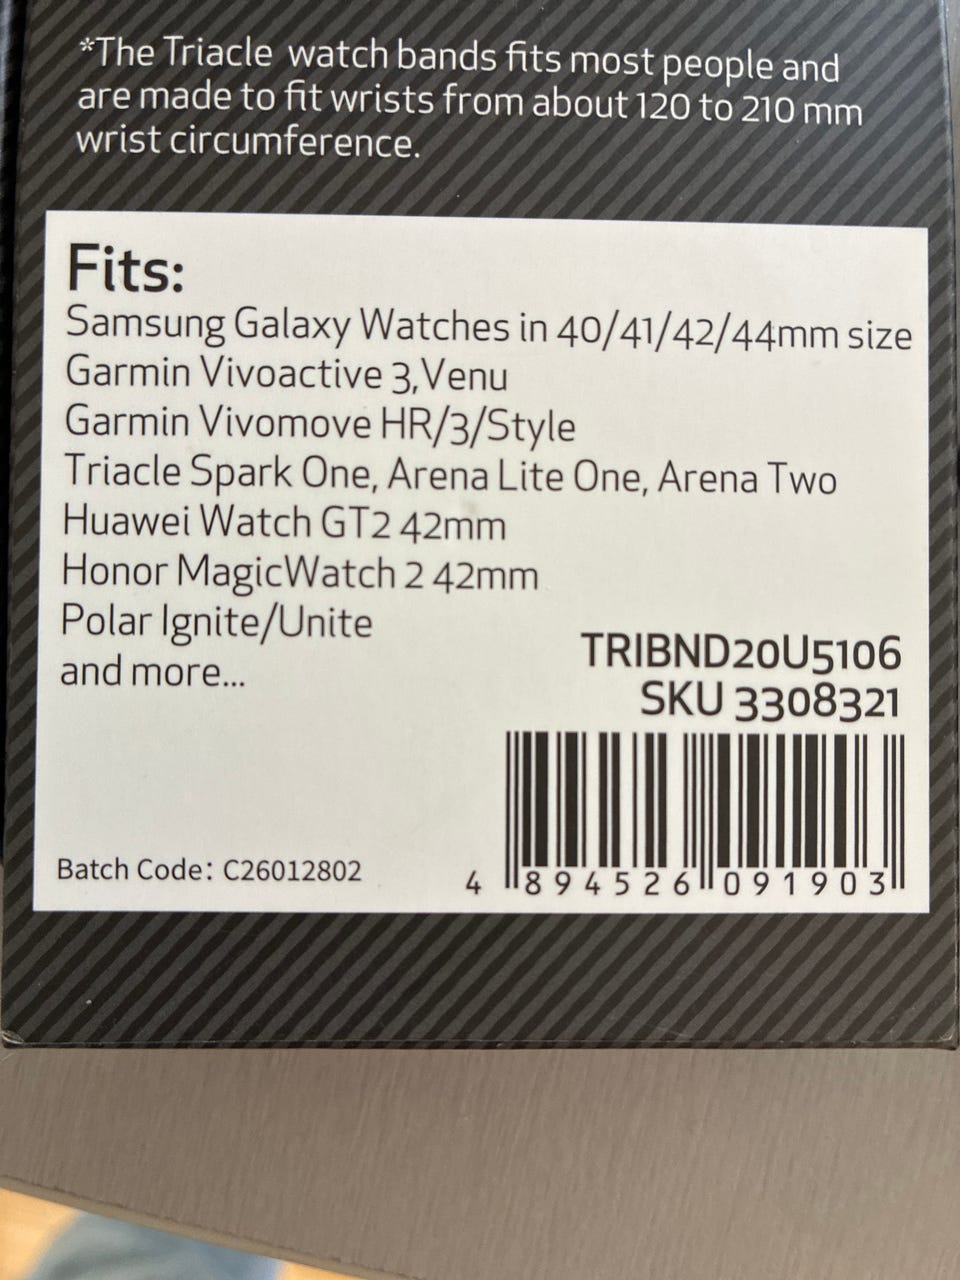 *The Triacle watch bands fits most people and
are made to fit wrists from about 120 to 210 mm
wrist circumference.
Fits:
Samsung Galaxy Watches in 40/41/42/44mm size
Garmin Vivoactive 3,Venu
Garmin Vivomove HR/3/Style
Triacle Spark One, Arena Lite One, Arena Two
Huawei Watch GT2 42mm
Honor MagicWatch 2 42mm
Polar Ignite/Unite
and more...
TRIBND20U5106
SKU 3308321
Batch Code: C26012802
4 894526 091903